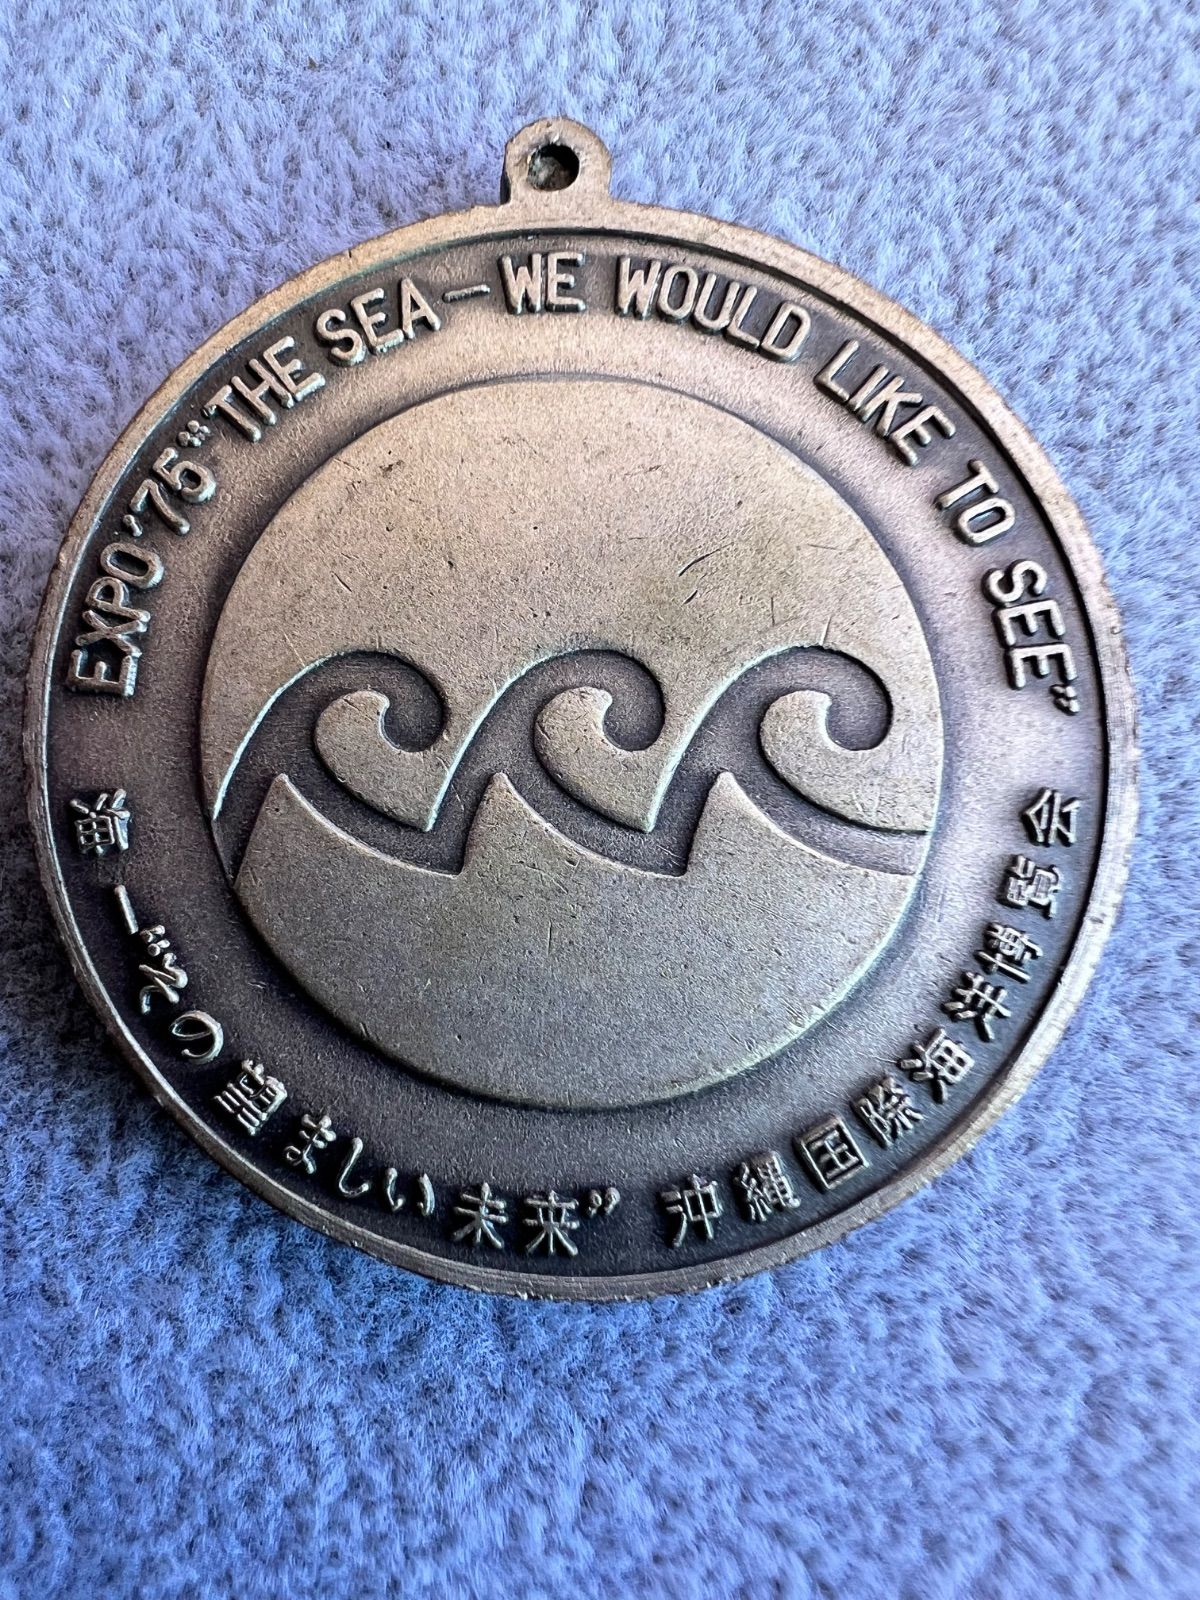 EXPO'75 "THE SEA — WE WOULD LIKE TO SEE"
海ー"その望ましい未来" 沖縄国際海洋博覧会